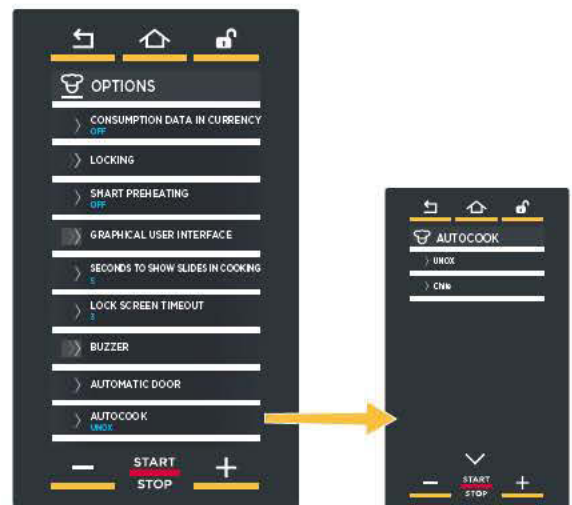 OPTIONS
CONSUMPTION DATA IN CURRENCY
OFF
LOCKING
SMART PREHEATING
OFF
GRAPHICAL USER INTERFACE
SECONDS TO SHOW SLIDES IN COOKING
5
LOCK SCREEN TIMEOUT
3
BUZZER
AUTOMATIC DOOR
AUTOCOOK
UNOX
START
STOP
AUTOCOOK
UNOX
Chile
START
STOP